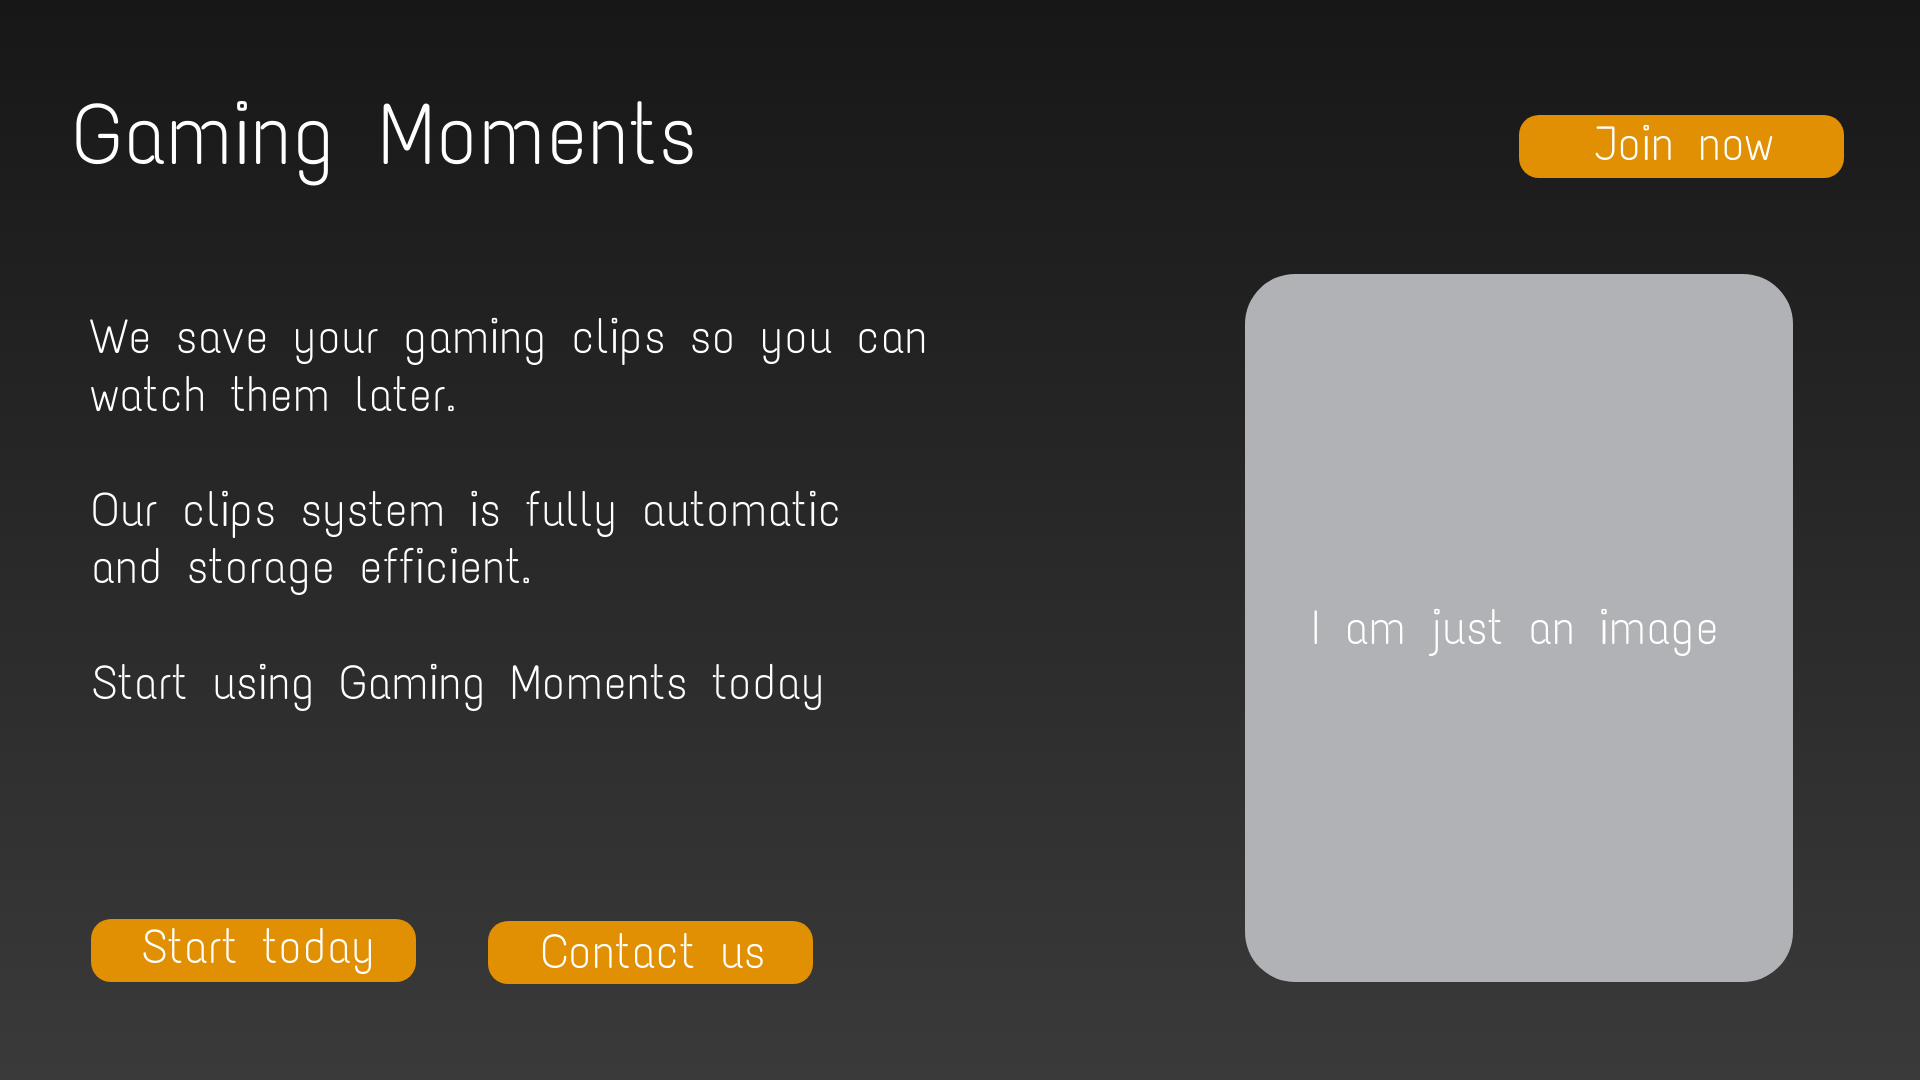 Gaming Moments
Join now
We save your gaming clips so you can
watch them later.
Our clips system is fully automatic
and storage efficient.
Start using Gaming Moments today
I am just an image
Start today
Contact us